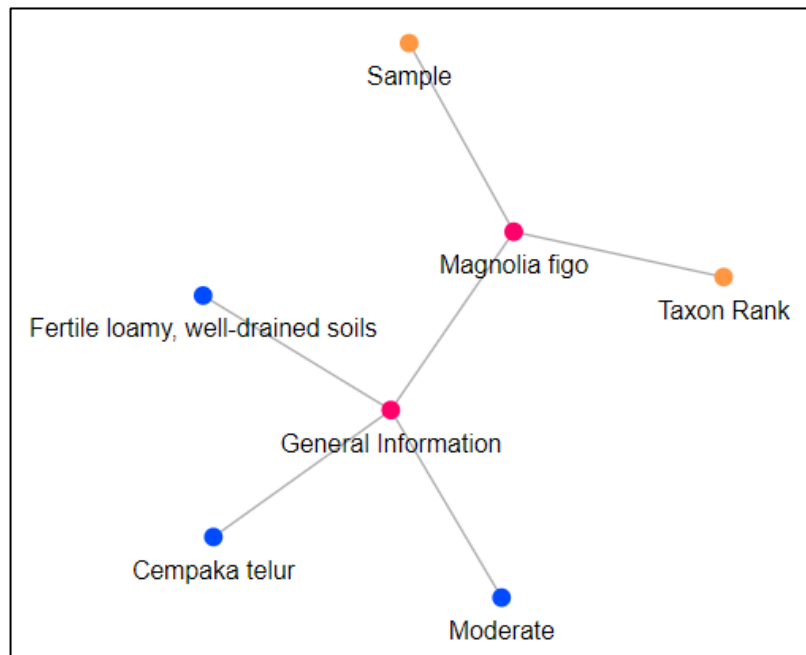 Sample
Magnolia figo
Taxon Rank
Fertile loamy, well-drained soils
General Information
Cempaka telur
Moderate